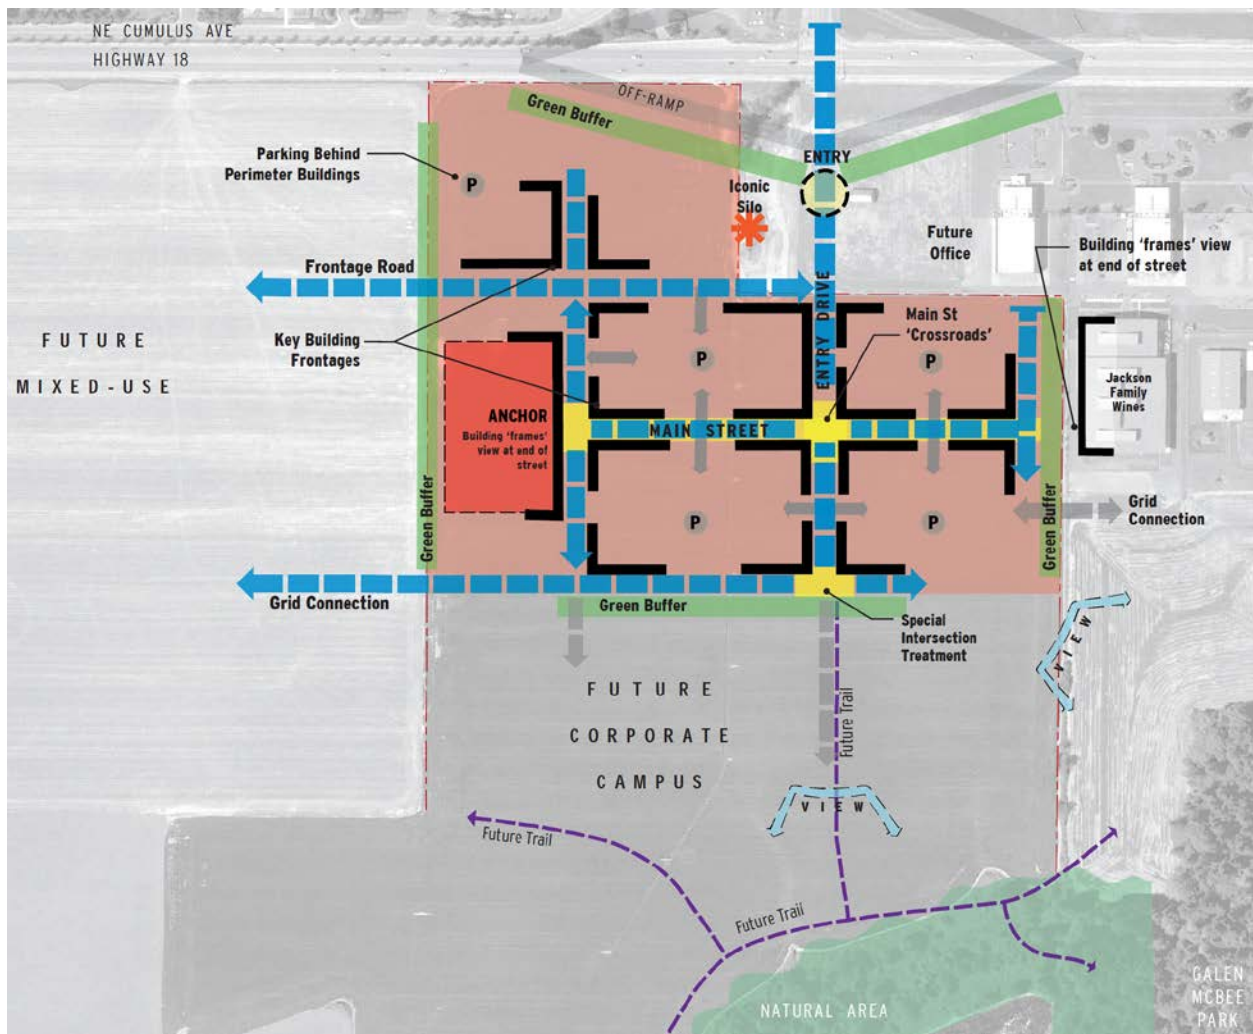 NE CUMULUS AVE
HIGHWAY 18
OFF-RAMP
Green Buffer
Parking Behind
Perimeter Buildings
P
ENTRY
Iconic
Silo
Future
Office
Building ‘frames’ view
at end of street
Frontage Road
ENTRY DRIVE
Main St
‘Crossroads’
FUTURE
MIXED-USE
Key Building
Frontages
P
P
Jackson
Family
Wines
ANCHOR
Building ‘frames’
view at end of
street
MAIN STREET
Green Buffer
P
P
Green Buffer
Grid
Connection
Grid Connection
Green Buffer
Special
Intersection
Treatment
VIEW
FUTURE
CORPORATE
CAMPUS
Future Trail
VIEW
Future Trail
Future Trail
NATURAL AREA
GALEN
MCBEE
PARK